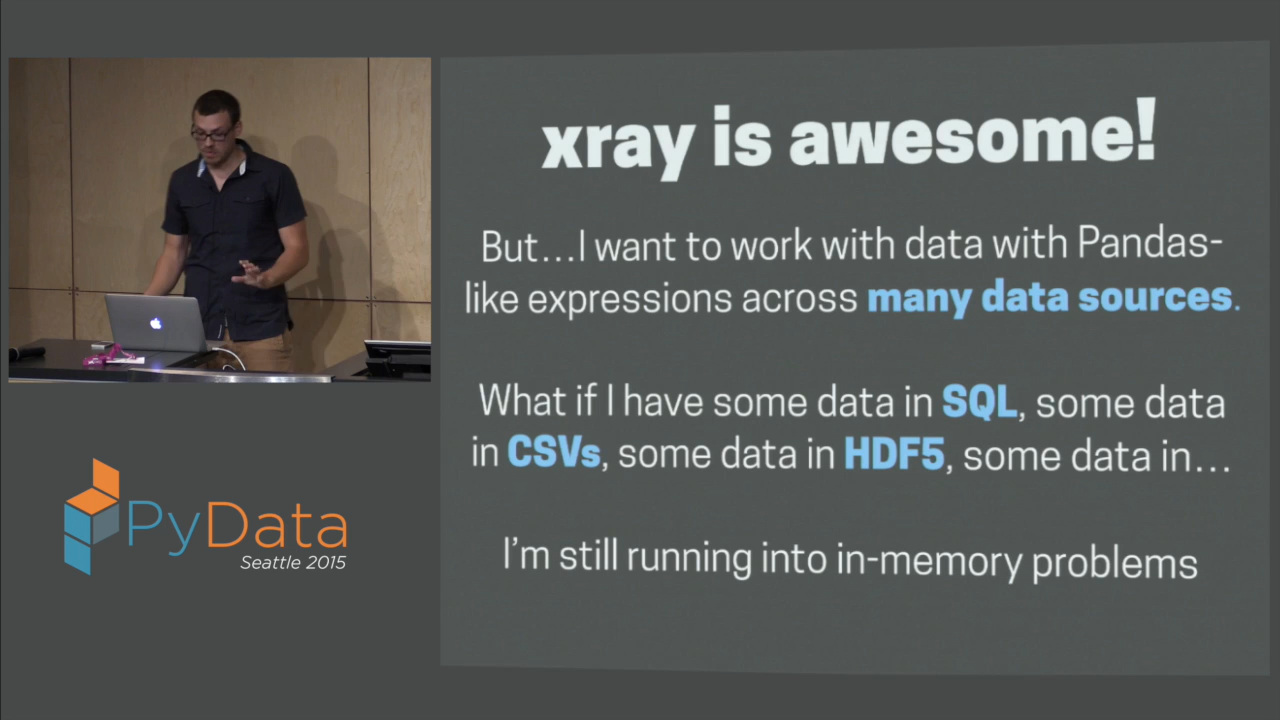 xray is awesome!
But...I want to work with data with Pandas-
like expressions across many data sources.
What if I have some data in SQL, some data
in CSVs, some data in HDF5, some data in...
I'm still running into in-memory problems
PyData
Seattle 2015